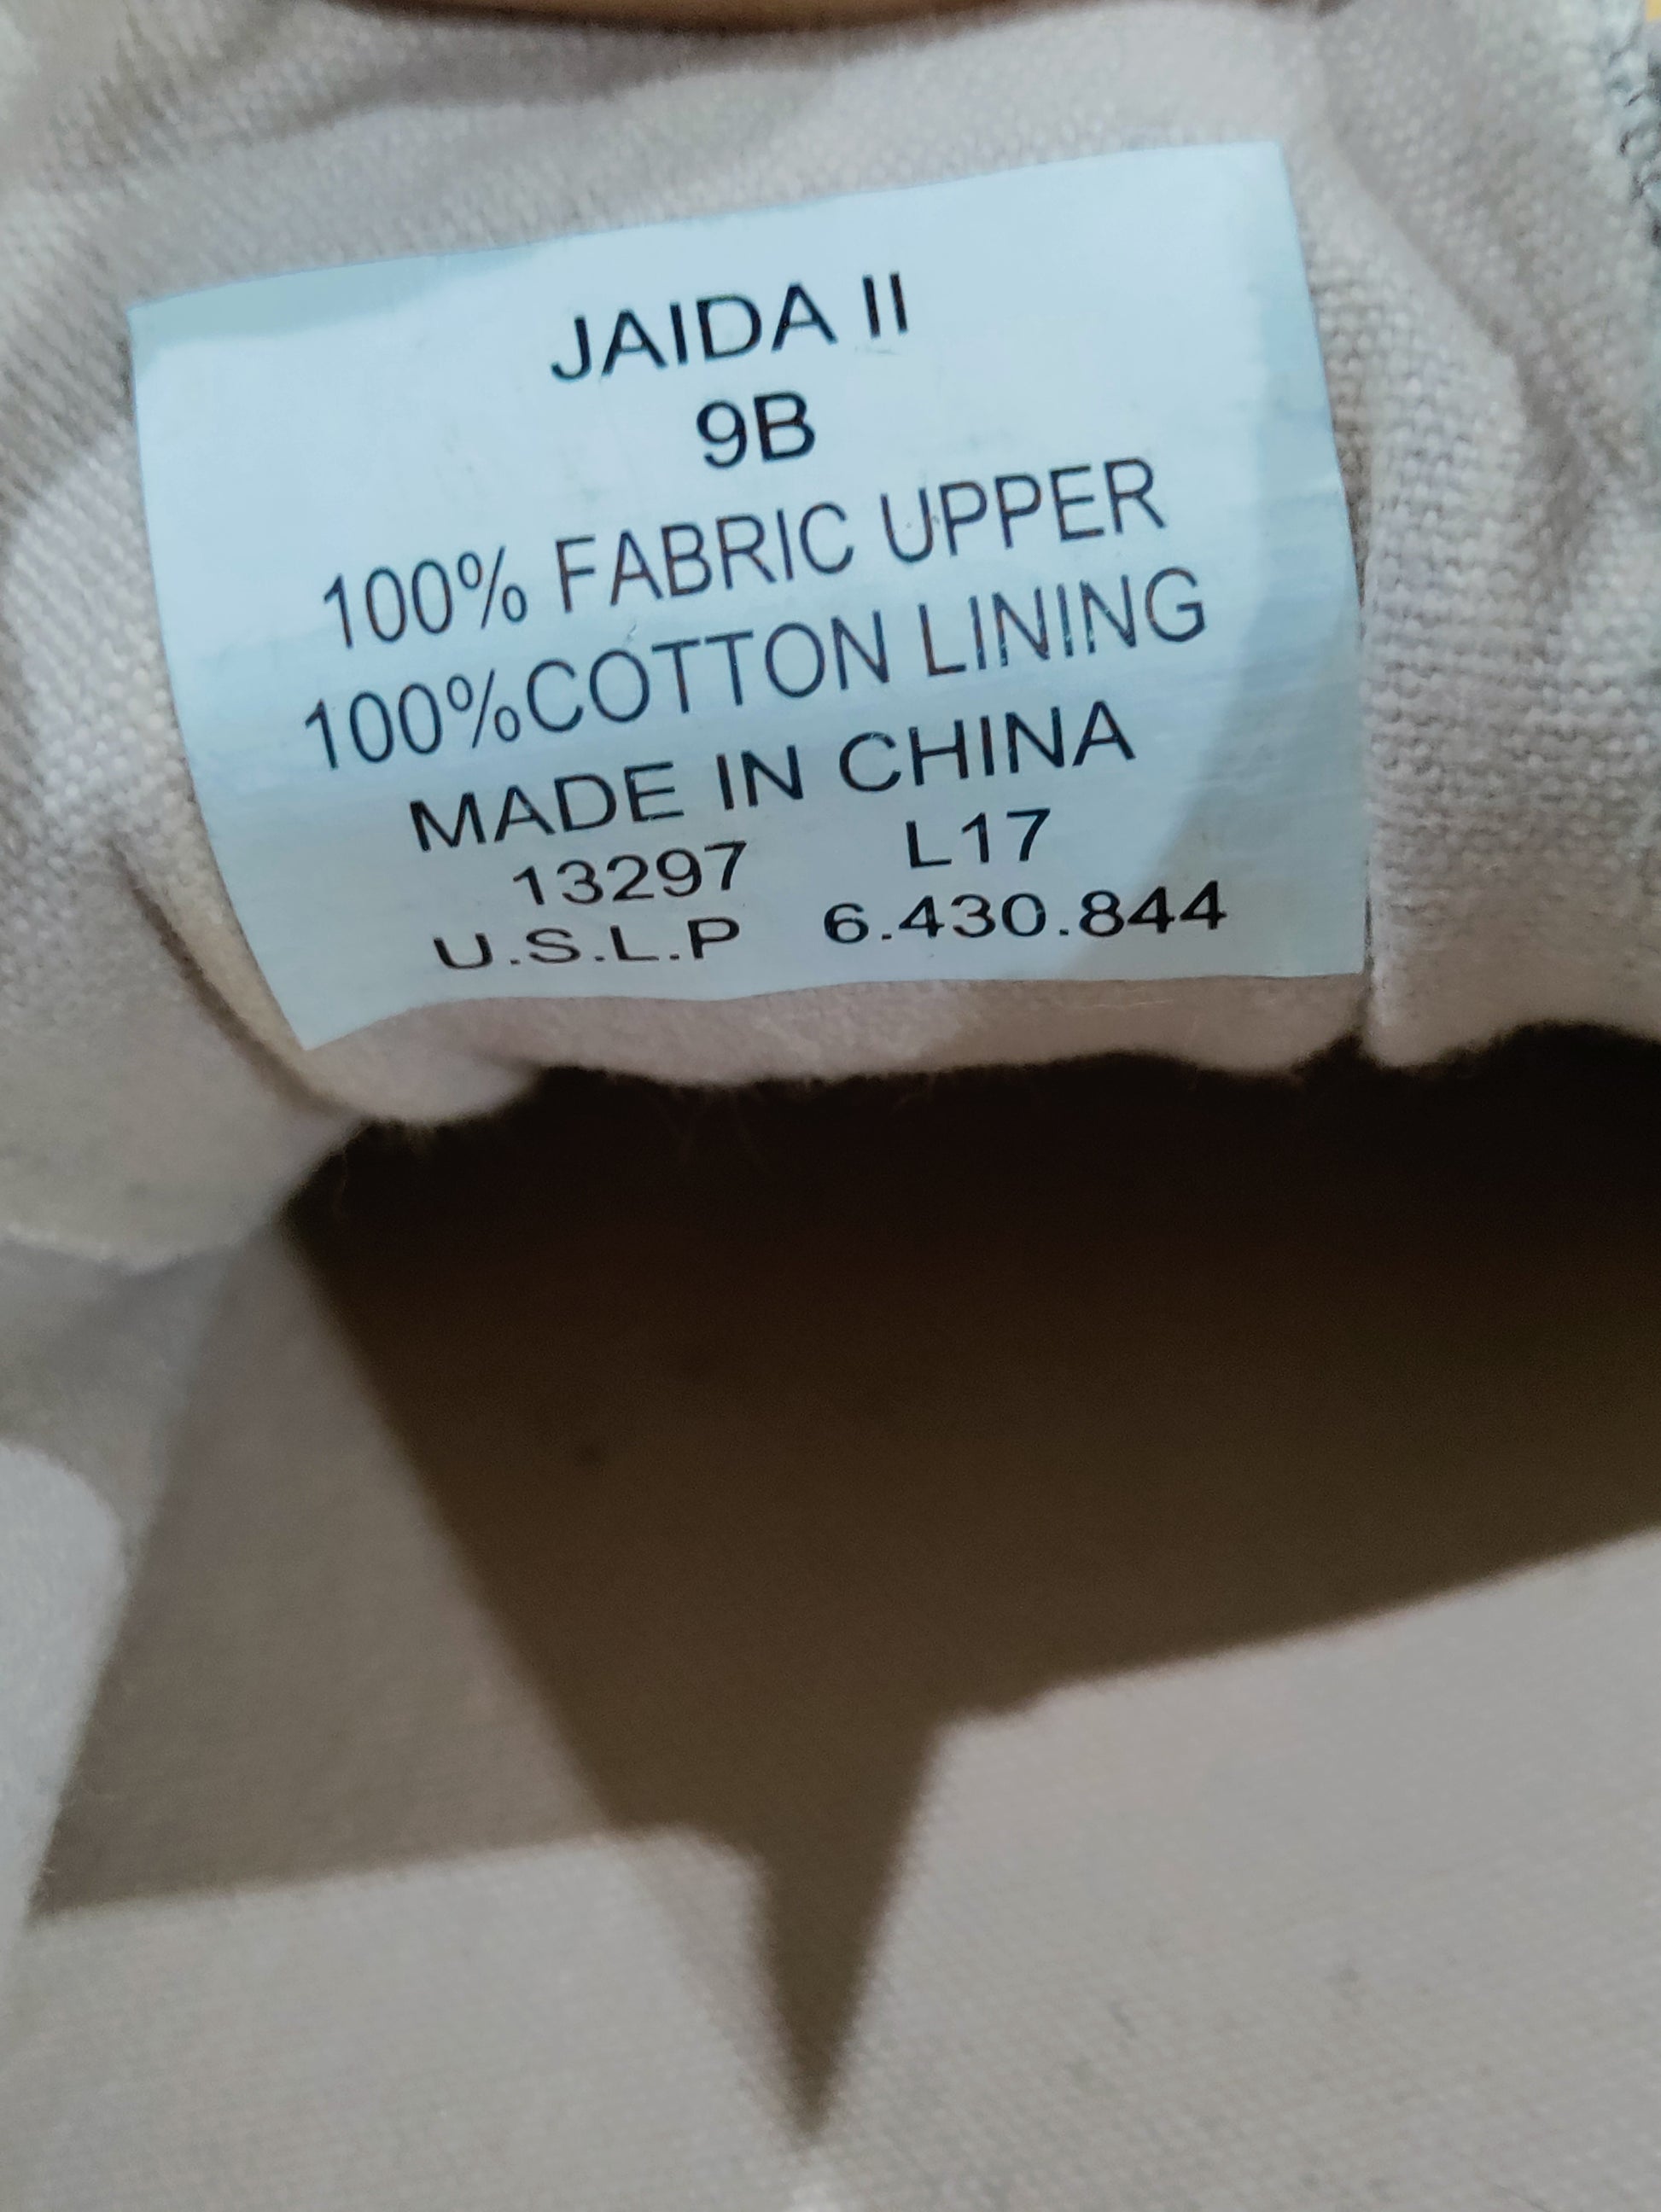 JAIDA II
9B
100% FABRIC UPPER
100%COTTON LINING
MADE IN CHINA
13297 L17
U.S.L.P 6.430.844